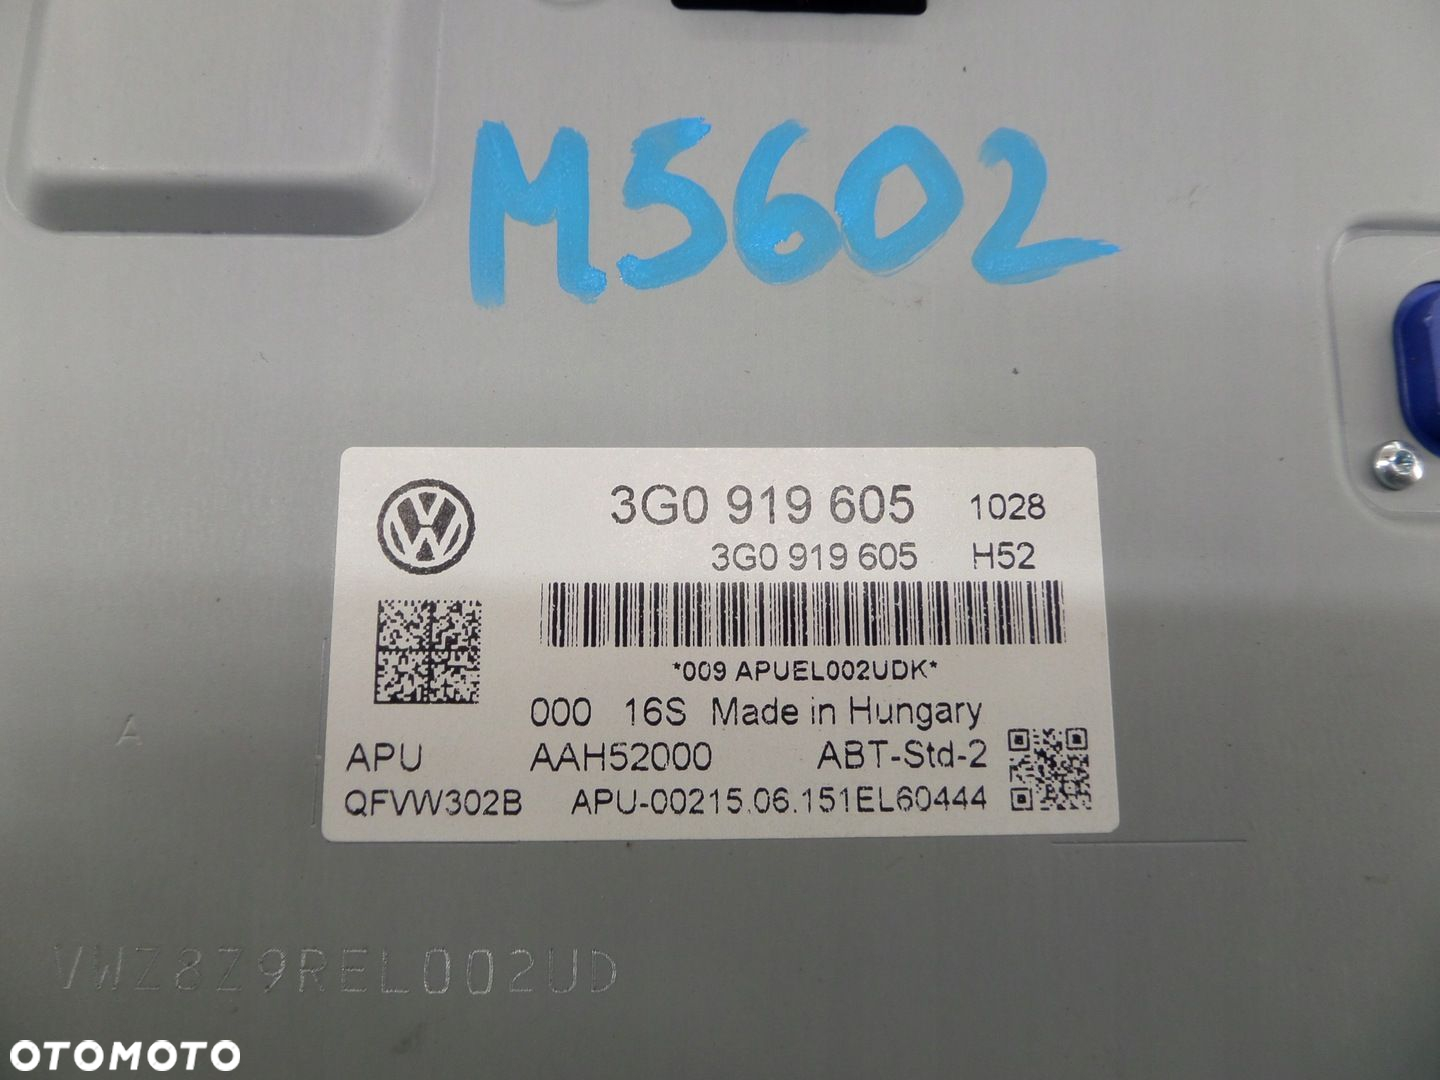 M5602
3G0 919 605 1028
3G0 919 605 H52
*009 APUEL002UDK*
000 16S Made in Hungary
APU AAH52000 ABT-Std-2
QFVW302B APU-00215.06.151EL60444
A
VWZ8Z9REL002UD
OTOMOTO